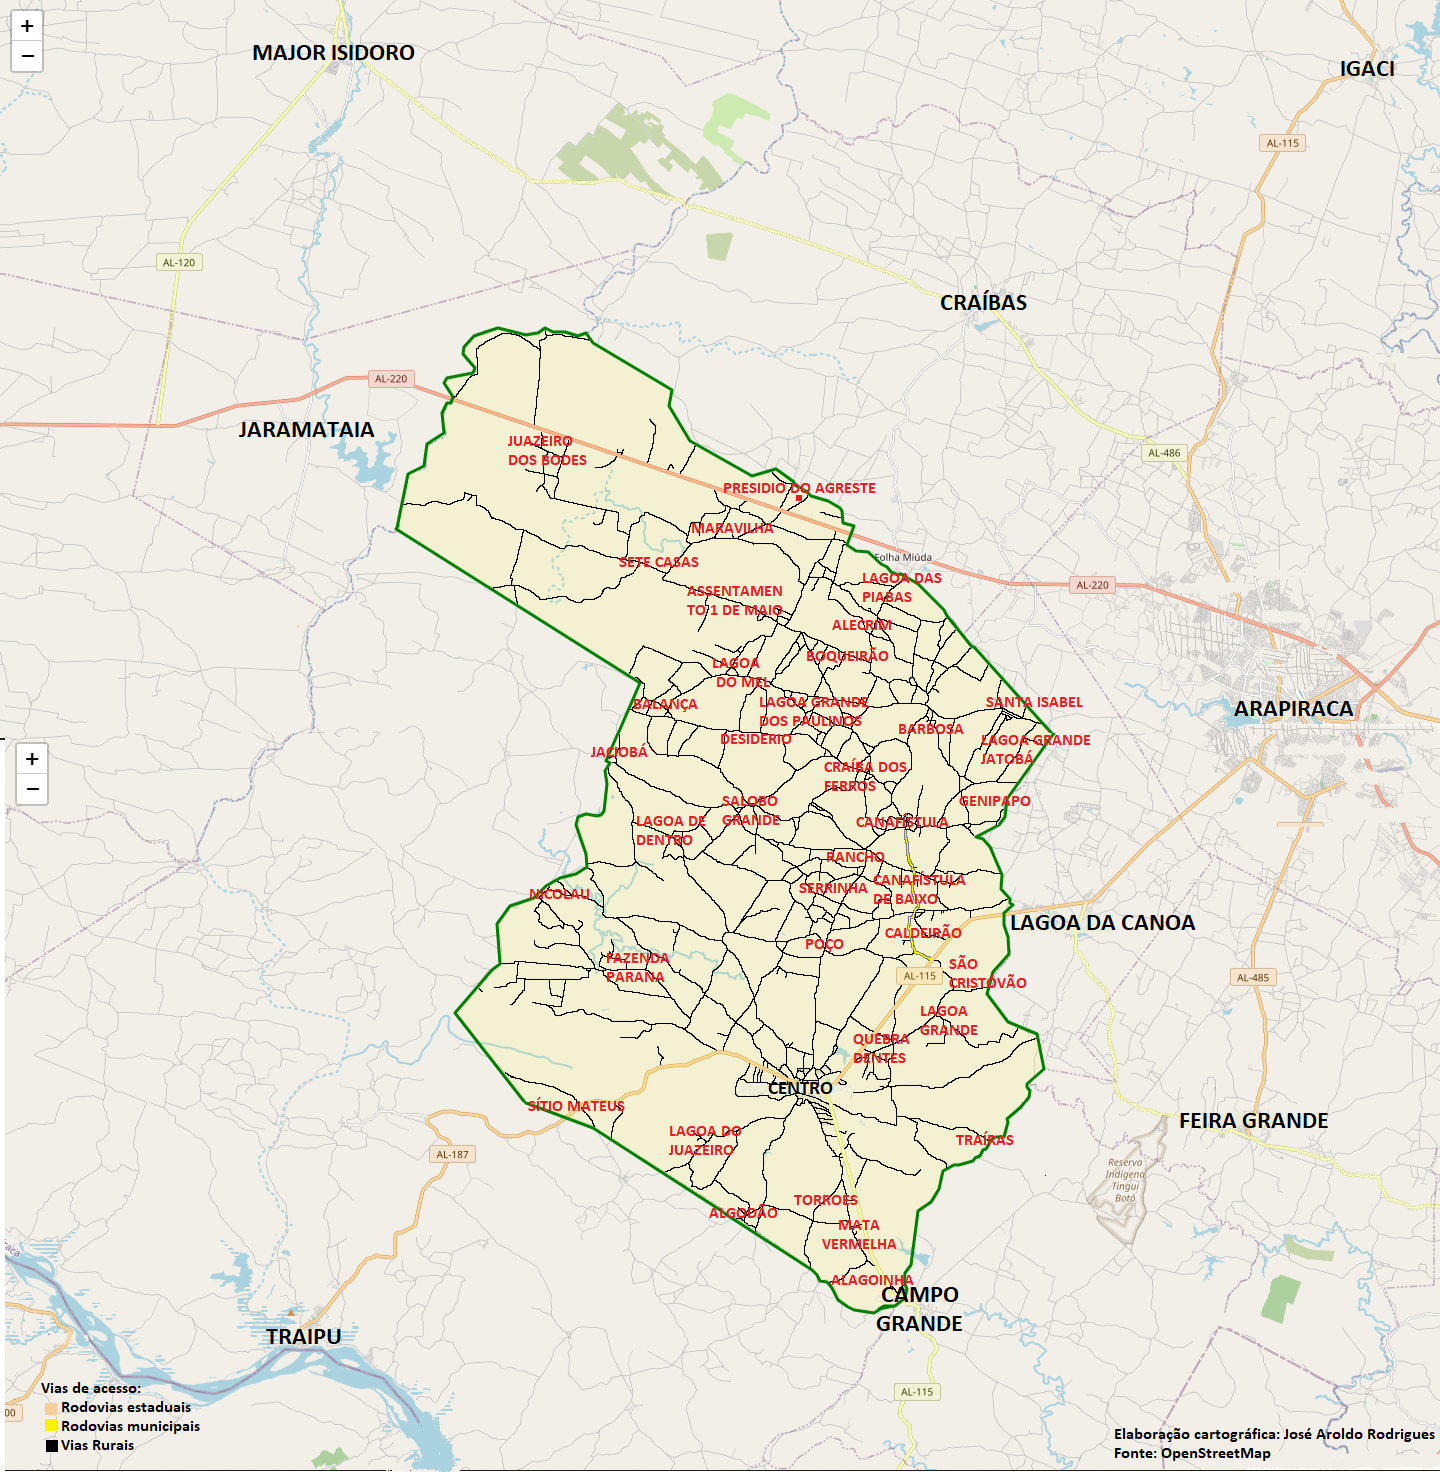 +
−
MAJOR ISIDORO
IGACI
AL-115
AL-120
CRAÍBAS
AL-220
JARAMATAIA
JUAZEIRO
DOS BODES
AL-486
PRESIDIO DO AGRESTE
MARAVILHA
Folha Miúda
SETE CASAS
LAGOA DAS
PIABAS
AL-220
ASSENTAMEN
TO 1 DE MAIO
ALECRIM
BOQUEIRÃO
LAGOA
DO MEL
BALANÇA
LAGOA GRANDE
DOS PAULINOS
SANTA ISABEL
ARAPIRACA
BARBOSA
DESIDERIO
LAGOA GRANDE
JATOBÁ
JACIOBÁ
+
−
CRAÍBA DOS
FERROS
SALOBO
GRANDE
GENIPAPO
LAGOA DE
DENTRO
CANAFISTULA
RANCHO
SERRINHA
CANAFÍSTULA
DE BAIXO
NICOLAU
LAGOA DA CANOA
CALDEIRÃO
POÇO
FAZENDA
PARANA
SÃO
CRISTOVÃO
AL-115
AL-485
LAGOA
GRANDE
QUEBRA
DENTES
CENTRO
SÍTIO MATEUS
FEIRA GRANDE
LAGOA DO
JUAZEIRO
TRAÍRAS
AL-187
Reserva
Indígena
Tingui
Botó
TORROES
ALGODÃO
MATA
VERMELHA
ALAGOINHA
CAMPO
GRANDE
TRAIPU
AL-115
Vias de acesso:
Rodovias estaduais
Rodovias municipais
Vias Rurais
Elaboração cartográfica: José Aroldo Rodrigues
Fonte: OpenStreetMap